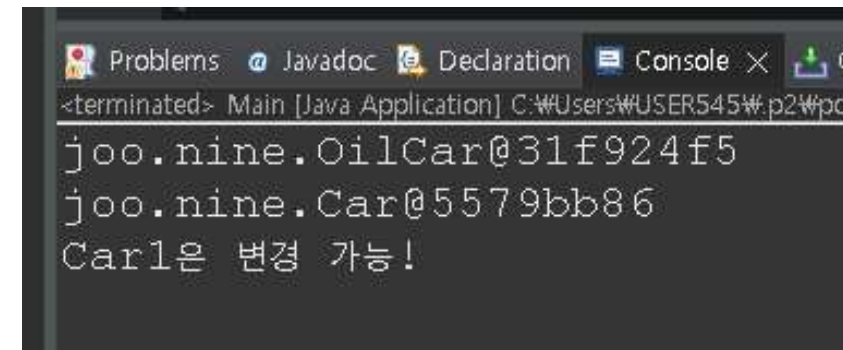 Problems @ Javadoc Declaration Console
<terminated> Main [Java Application] C:₩Users₩USER545₩.p2₩po
joo.nine.OilCar@31f924f5
joo.nine.Car@5579bb86
Car1은 변경 가능!